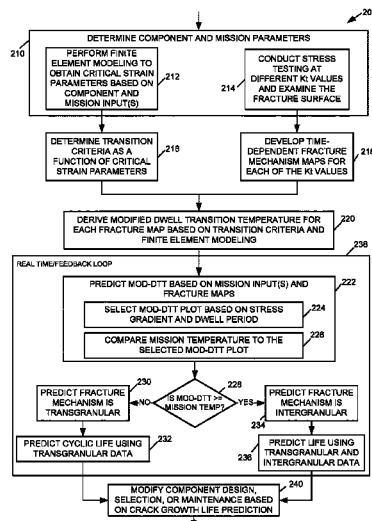 20
210
DETERMINE COMPONENT AND MISSION PARAMETERS
PERFORM FINITE
ELEMENT MODELING TO
OBTAIN CRITICAL STRAIN
PARAMETERS BASED ON
COMPONENT AND
MISSION INPUT(S)
212
214
CONDUCT STRESS
TESTING AT
DIFFERENT Kt VALUES
AND EXAMINE THE
FRACTURE SURFACE
DETERMINE TRANSITION
CRITERIA AS A
FUNCTION OF CRITICAL
STRAIN PARAMETERS
218
DEVELOP TIME-
DEPENDENT FRACTURE
MECHANISM MAPS FOR
EACH OF THE Kt VALUES
DERIVE MODIFIED DWELL TRANSITION TEMPERATURE FOR
EACH FRACTURE MAP BASED ON TRANSITION CRITERIA AND
FINITE ELEMENT MODELING
220
238
REAL TIME/FEEDBACK LOOP
PREDICT MOD-DTT BASED ON MISSION INPUT(S) AND
FRACTURE MAPS
222
SELECT MOD-DTT PLOT BASED ON STRESS
GRADIENT AND DWELL PERIOD
224
COMPARE MISSION TEMPERATURE TO THE
SELECTED MOD-DTT PLOT
226
228
IS MOD-DTT >=
MISSION TEMP?
NO
YES
230
PREDICT FRACTURE
MECHANISM IS
TRANSGRANULAR
PREDICT FRACTURE
MECHANISM IS
INTERGRANULAR
234
PREDICT CYCLIC LIFE USING
TRANSGRANULAR DATA
232
236
PREDICT LIFE USING
TRANSGRANULAR AND
INTERGRANULAR DATA
MODIFY COMPONENT DESIGN,
SELECTION, OR MAINTENANCE BASED
ON CRACK GROWTH LIFE PREDICTION
240